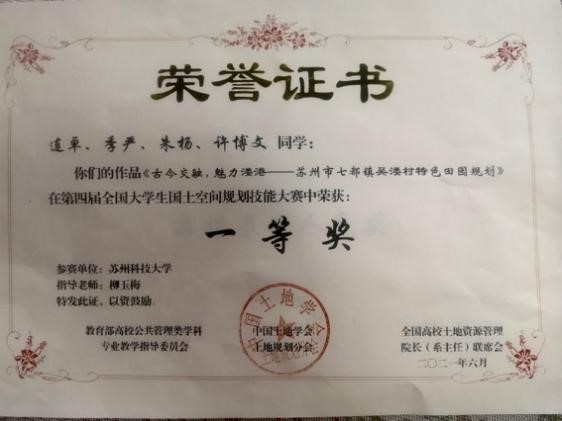 荣誉证书
道卓、季严、朱杨、许博文 同学：
你们的作品《古今交融，魅力溇港——苏州市七都镇吴溇村特色田园规划》
在第四届全国大学生国土空间规划技能大赛中荣获：
一等奖
参赛单位：苏州科技大学
指导老师：柳玉梅
特发此证，以资鼓励。
教育部高校公共管理类学科
专业教学指导委员会
中国土地学会
土地规划分会
全国高校土地资源管理
院长（系主任）联席会
二〇二一年六月
中国土地学会